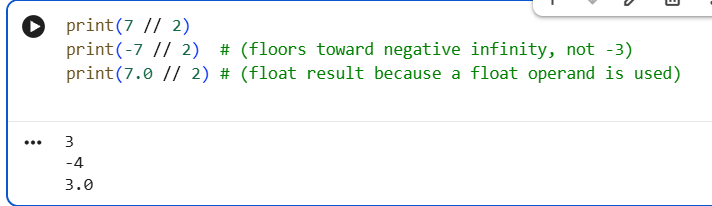 print(7 // 2)
print(-7 // 2)  # (floors toward negative infinity, not -3)
print(7.0 // 2) # (float result because a float operand is used)
3
-4
3.0